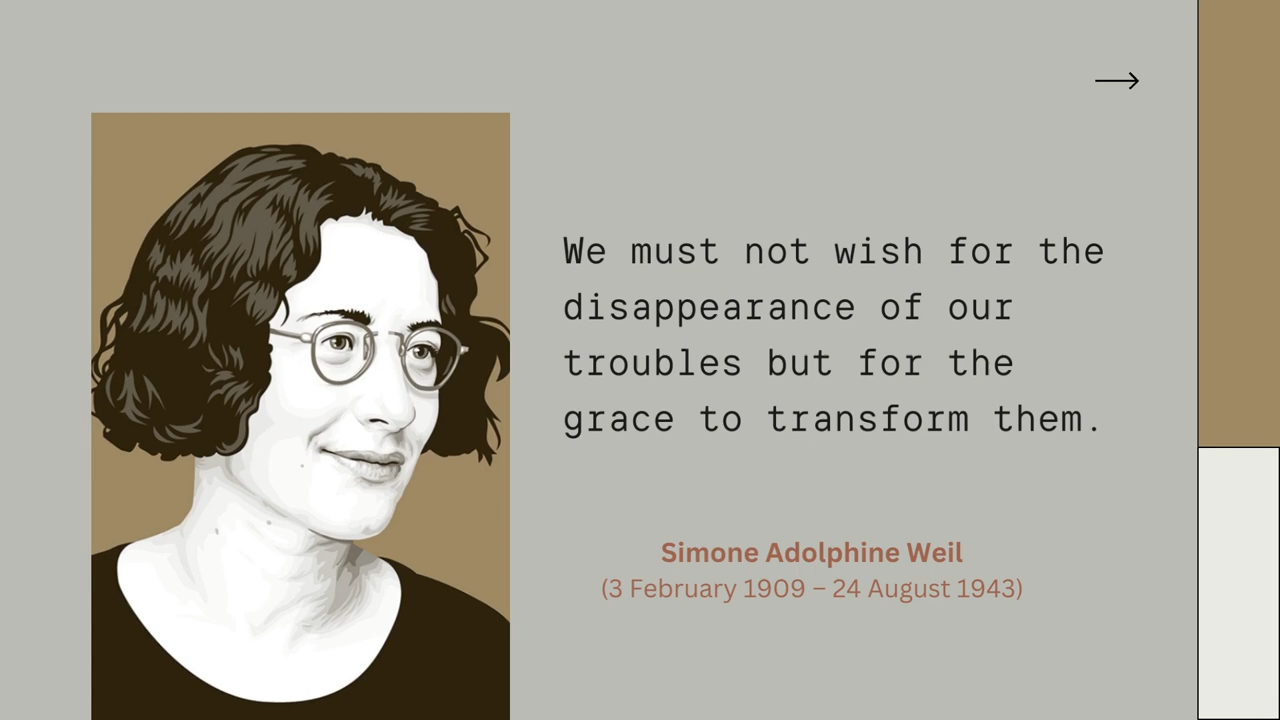 We must not wish for the
disappearance of our
troubles but for the
grace to transform them.
Simone Adolphine Weil
(3 February 1909 – 24 August 1943)